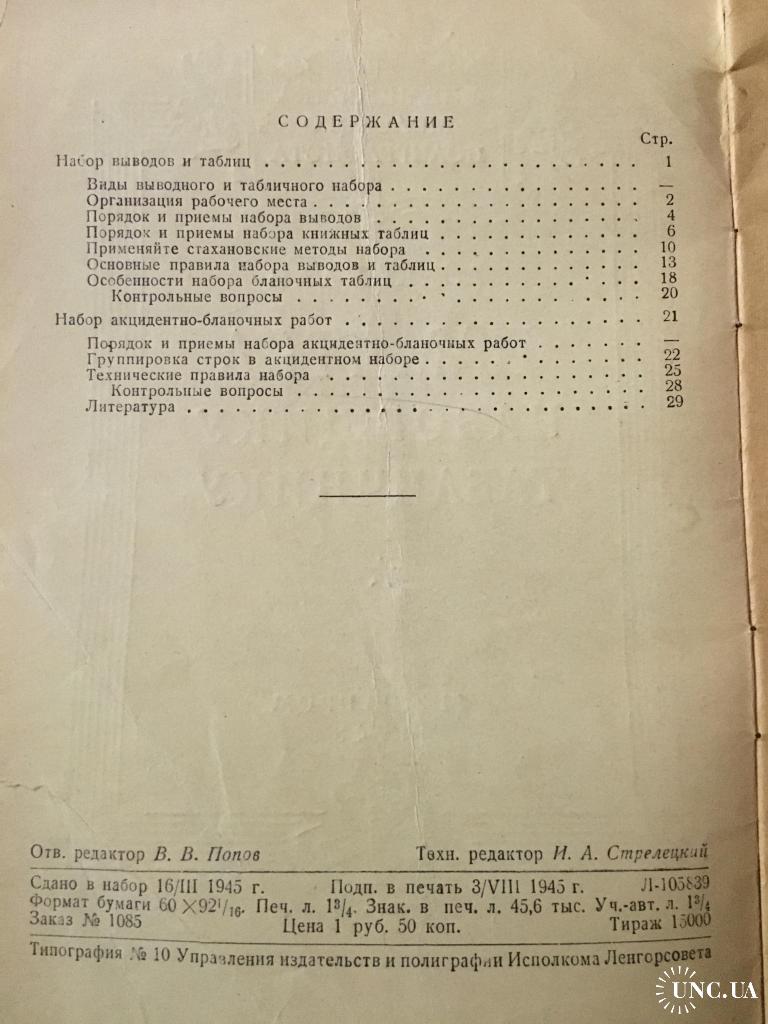 СОДЕРЖАНИЕ
Стр.
Набор выводов и таблиц . . . . . . . . . . . . . . . . . . . . . . . 1
Виды выводного и табличного набора . . . . . . . . . . . . . . . —
Организация рабочего места . . . . . . . . . . . . . . . . . . . . 2
Порядок и приемы набора выводов . . . . . . . . . . . . . . . . 4
Порядок и приемы набора книжных таблиц . . . . . . . . . . . . 6
Применяйте стахановские методы набора . . . . . . . . . . . . . 10
Основные правила набора выводов и таблиц . . . . . . . . . . . . 13
Особенности набора бланочных таблиц . . . . . . . . . . . . . . 18
Контрольные вопросы . . . . . . . . . . . . . . . . . . . . . 20
Набор акцидентно-бланочных работ . . . . . . . . . . . . . . . . . . 21
Порядок и приемы набора акцидентно-бланочных работ . . . . . . . —
Группировка строк в акцидентном наборе . . . . . . . . . . . . . 22
Технические правила набора . . . . . . . . . . . . . . . . . . . 25
Контрольные вопросы . . . . . . . . . . . . . . . . . . . . . 28
Литература . . . . . . . . . . . . . . . . . . . . . . . . . . . 29
Отв. редактор В. В. Попов Техн. редактор И. А. Стрелецкий
Сдано в набор 16/III 1945 г. Подп. в печать 3/VIII 1945 г. Л-105839
Формат бумаги 60×92 1/16. Печ. л. 1 3/4. Знак. в печ. л. 45,6 тыс. Уч.-авт. л. 1 3/4
Заказ № 1085 Цена 1 руб. 50 коп. Тираж 15000
Типография № 10 Управления издательств и полиграфии Исполкома Ленгорсовета
UNC.UA